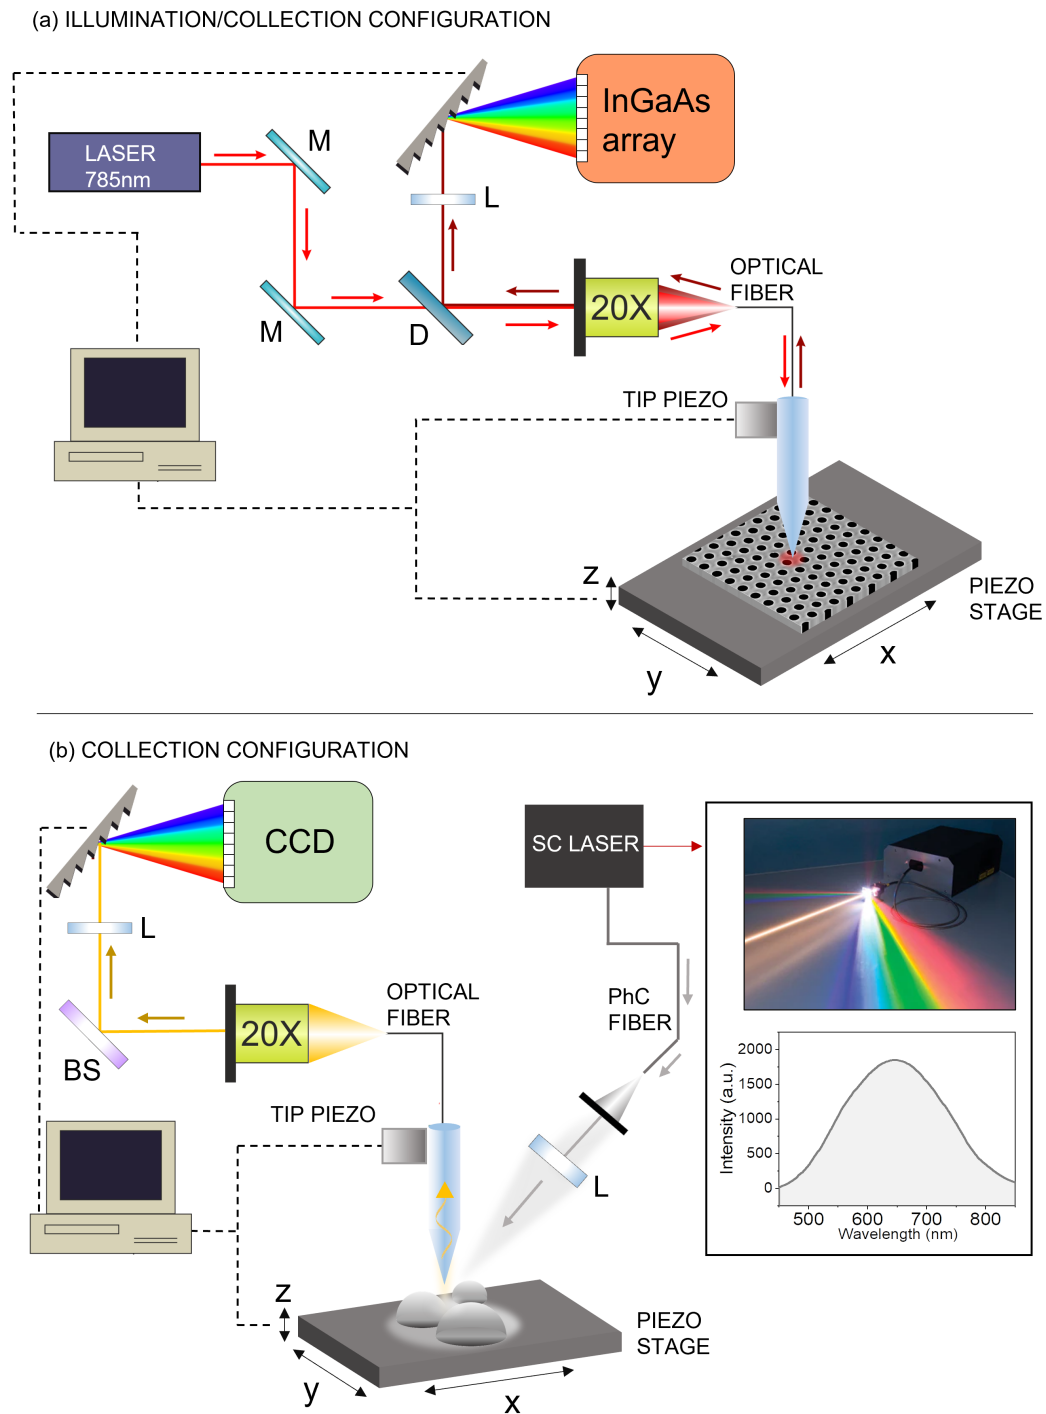 (a) ILLUMINATION/COLLECTION CONFIGURATION
InGaAs
array
LASER
785nm
M
L
M
D
20X
OPTICAL
FIBER
TIP PIEZO
z
y
x
PIEZO
STAGE
(b) COLLECTION CONFIGURATION
CCD
SC LASER
L
BS
20X
OPTICAL
FIBER
PhC
FIBER
TIP PIEZO
L
z
y
x
PIEZO
STAGE
Intensity (a.u.)
2000
1500
1000
500
0
500 600 700 800
Wavelength (nm)